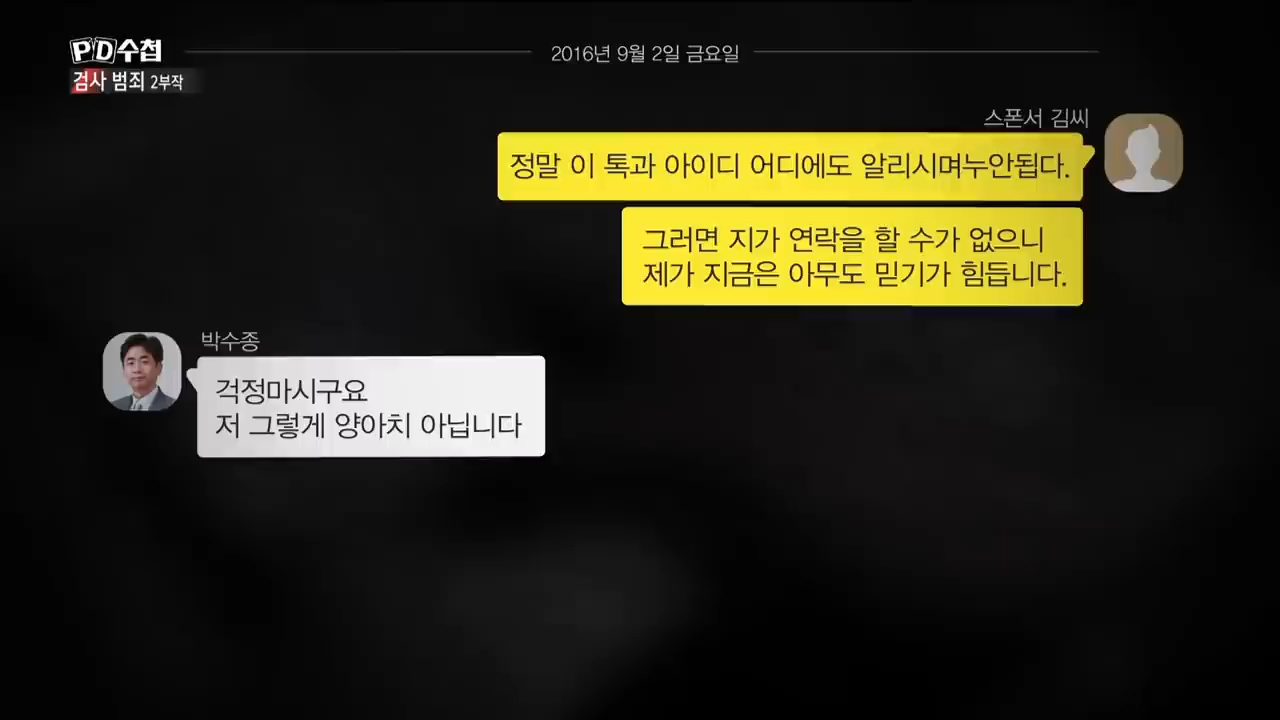 PD수첩
검사 범죄 2부작
2016년 9월 2일 금요일
스폰서 김씨
정말 이 톡과 아이디 어디에도 알리시며누안됩다.
그러면 지가 연락을 할 수가 없으니
제가 지금은 아무도 믿기가 힘듭니다.
박수종
걱정마시구요
저 그렇게 양아치 아닙니다